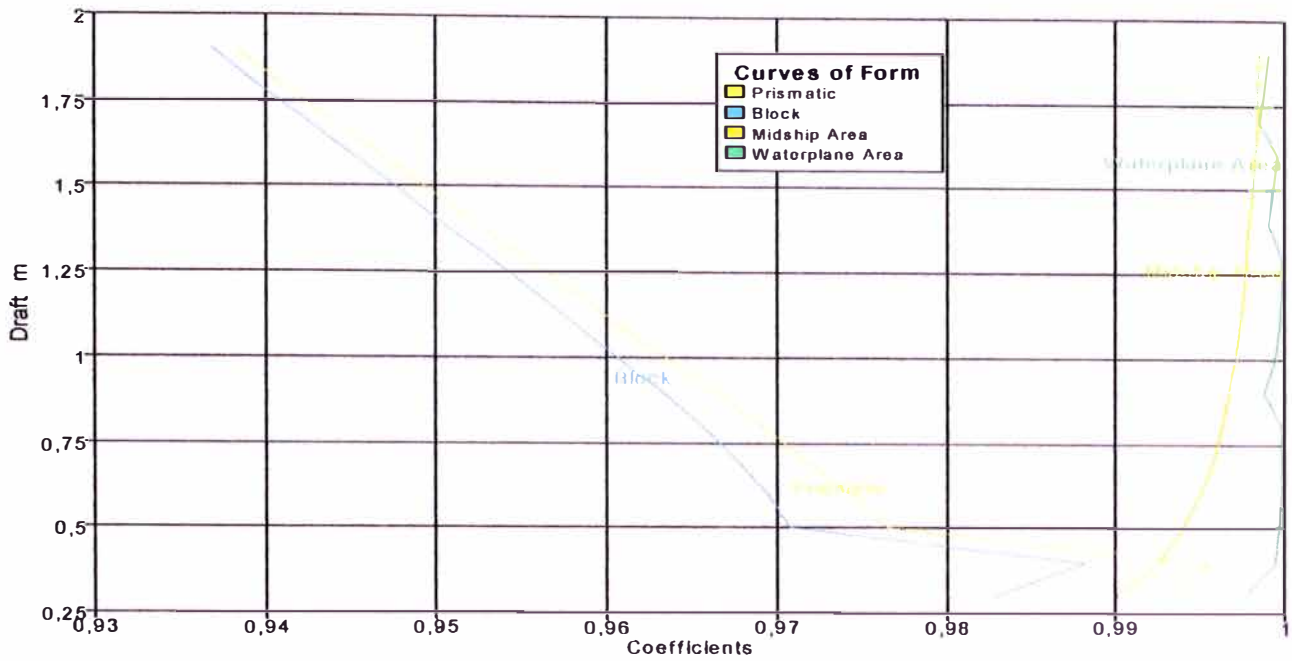 2
Curves of Form
Prismatic
Block
Midship Area
Waterplane Area
1,75
Waterplane Area
1,5
1,25
Draft m
1
Block
0,75
0,5
0,25
0,93 0,94 0,95 0,96 0,97 0,98 0,99 1
Coefficients